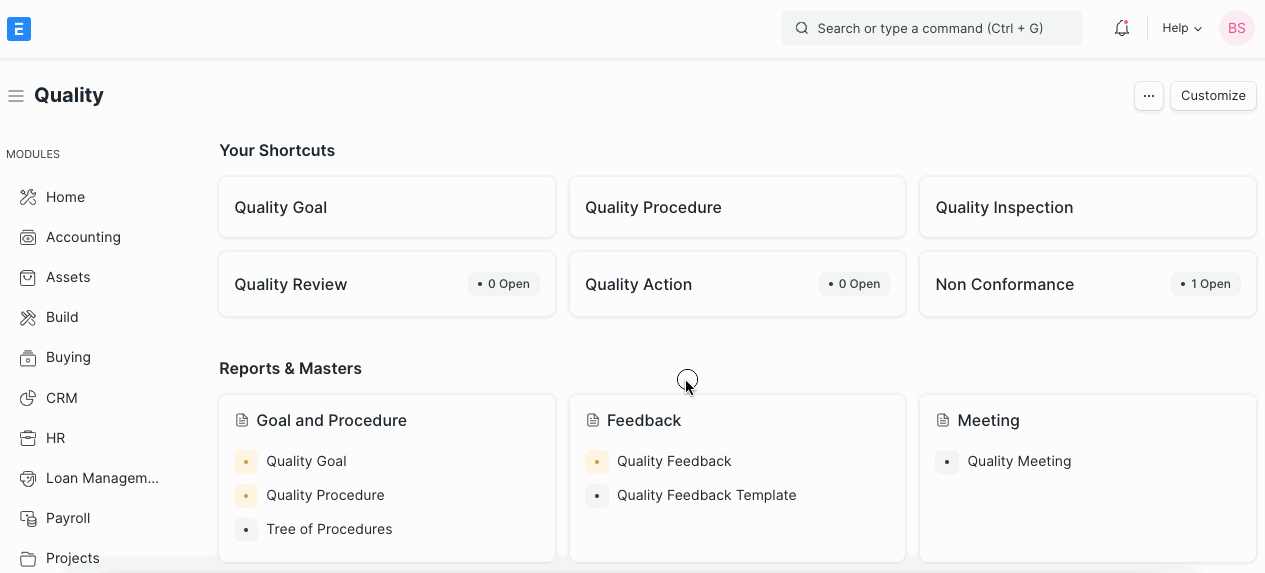 E
Search or type a command (Ctrl + G)
Help
BS
Quality
...
Customize
MODULES
Home
Accounting
Assets
Build
Buying
CRM
HR
Loan Managem...
Payroll
Projects
Your Shortcuts
Quality Goal
Quality Procedure
Quality Inspection
Quality Review
• 0 Open
Quality Action
• 0 Open
Non Conformance
• 1 Open
Reports & Masters
Goal and Procedure
Quality Goal
Quality Procedure
Tree of Procedures
Feedback
Quality Feedback
Quality Feedback Template
Meeting
Quality Meeting